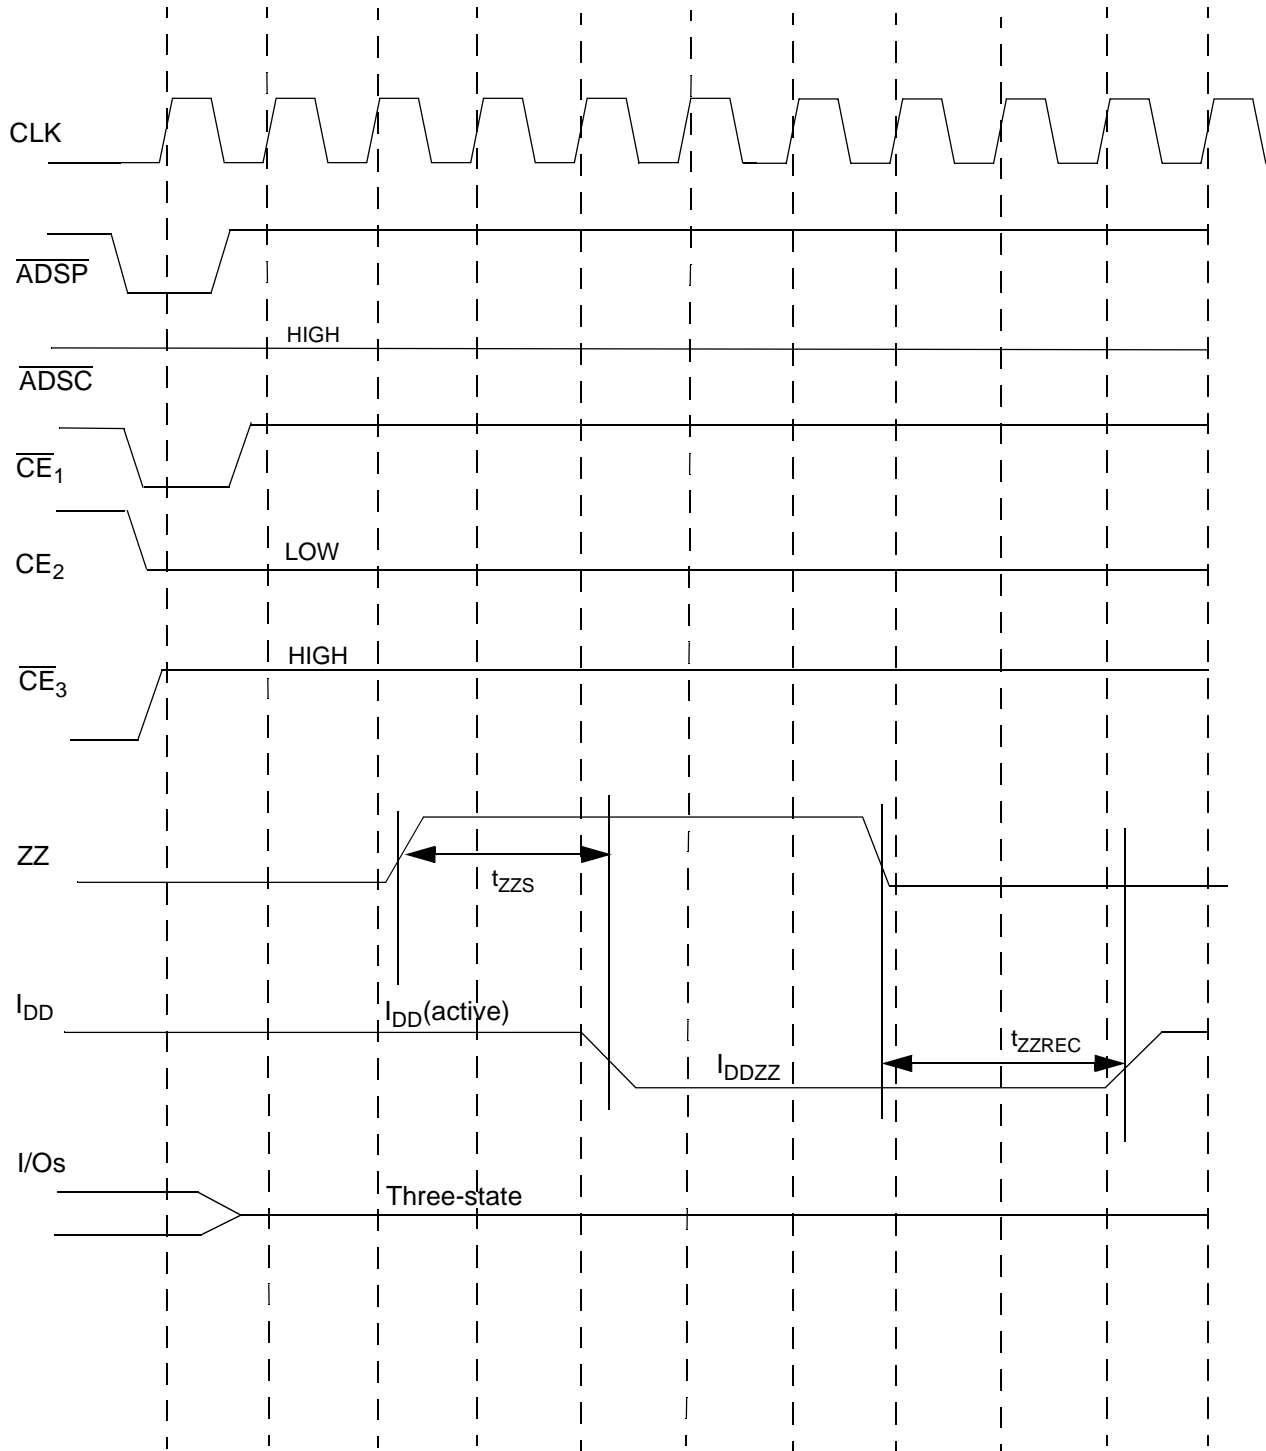 CLK
ADSP
HIGH
ADSC
CE1
LOW
CE2
HIGH
CE3
ZZ
tZZS
IDD
IDD(active)
tZZREC
IDDZZ
I/Os
Three-state